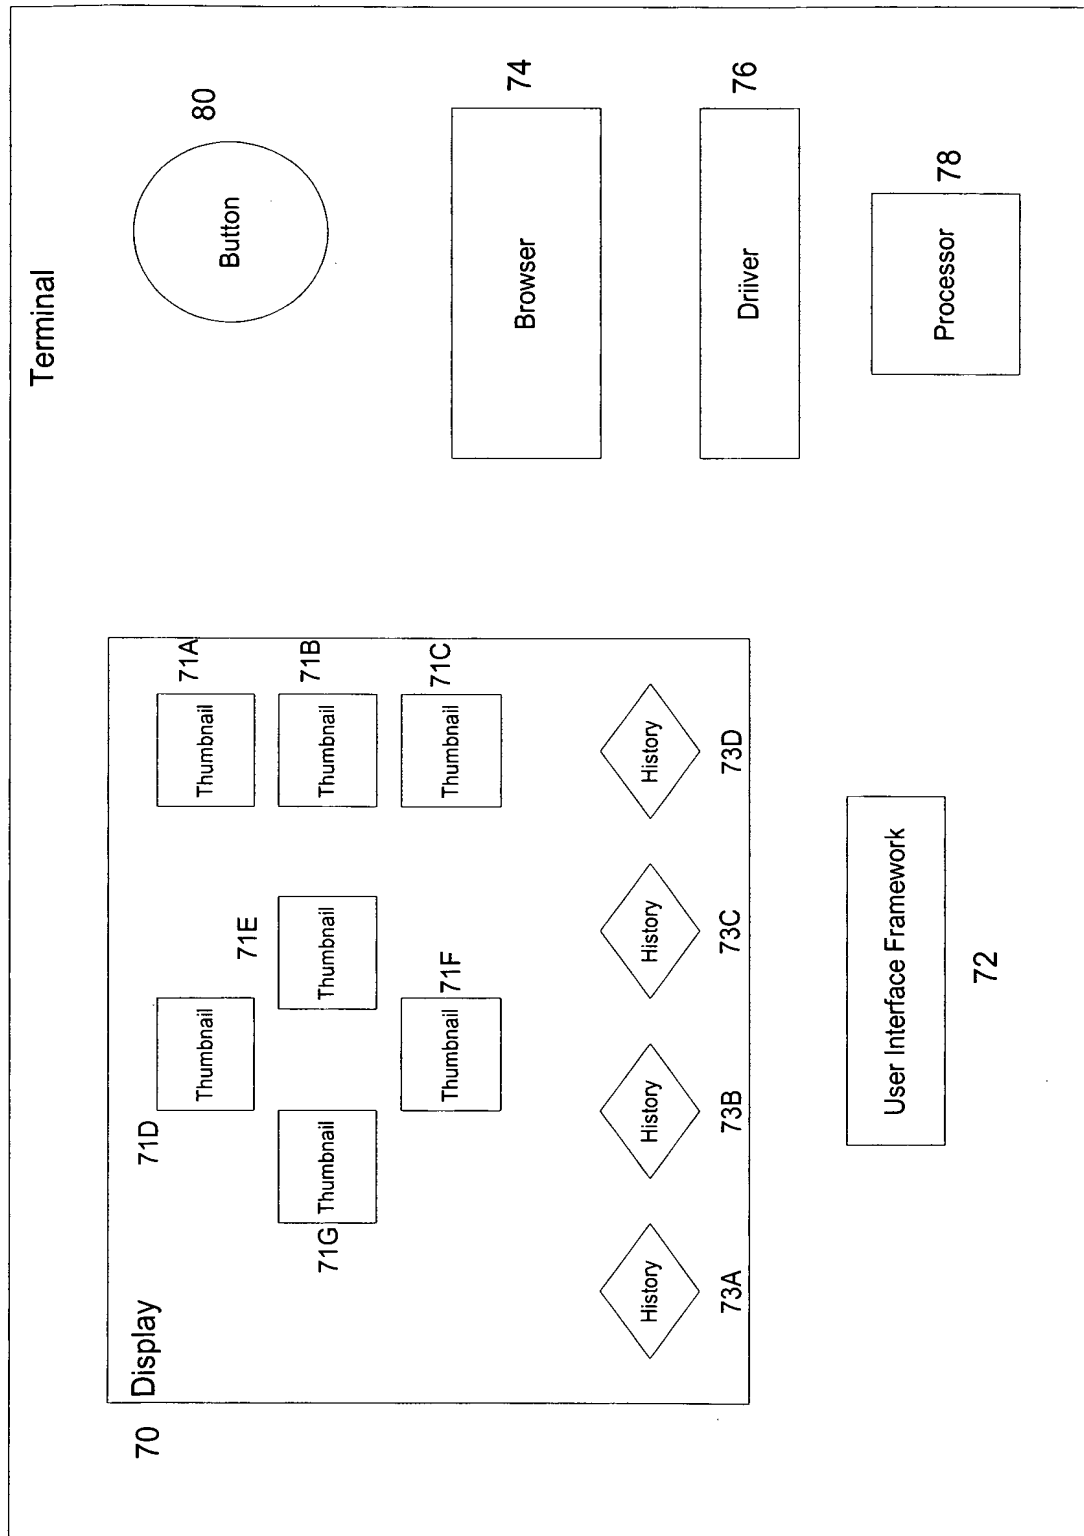 Terminal
70
Display
71D
Thumbnail
71A
Thumbnail
71E
Thumbnail
71B
Thumbnail
71G
Thumbnail
71F
Thumbnail
71C
Thumbnail
History
History
History
History
73A
73B
73C
73D
80
Button
74
Browser
76
Driiver
78
Processor
User Interface Framework
72